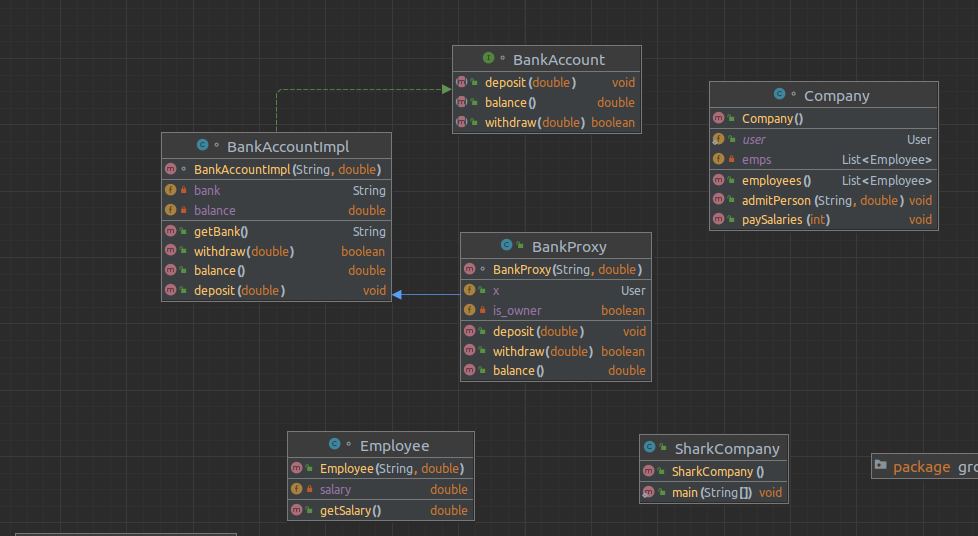 BankAccount
deposit(double) void
balance() double
withdraw(double) boolean
Company
Company()
user User
emps List<Employee>
employees() List<Employee>
admitPerson(String, double) void
paySalaries(int) void
BankAccountImpl
BankAccountImpl(String, double)
bank String
balance double
getBank() String
withdraw(double) boolean
balance() double
deposit(double) void
BankProxy
BankProxy(String, double)
x User
is_owner boolean
deposit(double) void
withdraw(double) boolean
balance() double
Employee
Employee(String, double)
salary double
getSalary() double
SharkCompany
SharkCompany()
main(String[]) void
package gro